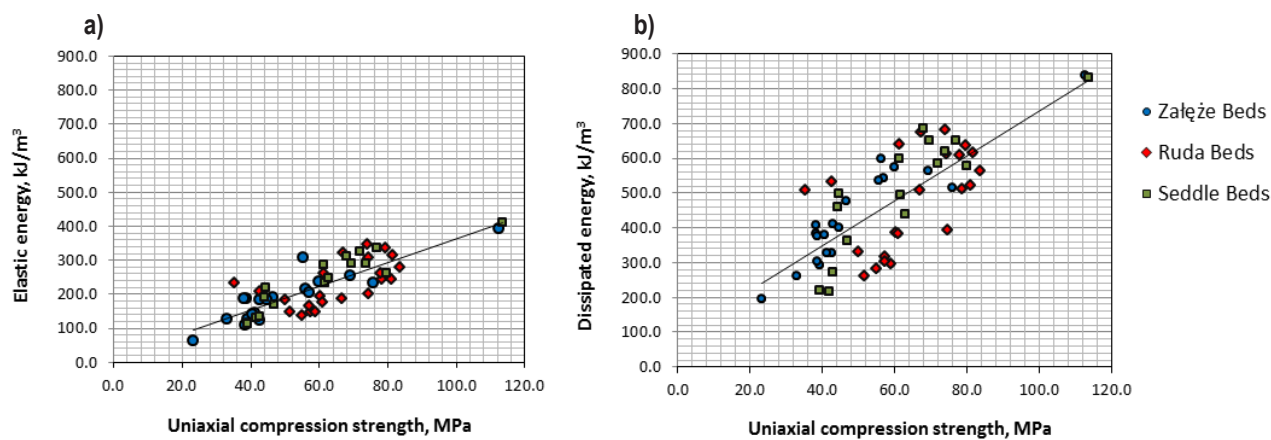 a)
900.0
800.0
700.0
600.0
500.0
400.0
300.0
200.0
100.0
0.0
Elastic energy, kJ/m³
0.0 20.0 40.0 60.0 80.0 100.0 120.0
Uniaxial compression strength, MPa
b)
900.0
800.0
700.0
600.0
500.0
400.0
300.0
200.0
100.0
0.0
Dissipated energy, kJ/m³
0.0 20.0 40.0 60.0 80.0 100.0 120.0
Uniaxial compression strength, MPa
Załęże Beds
Ruda Beds
Seddle Beds